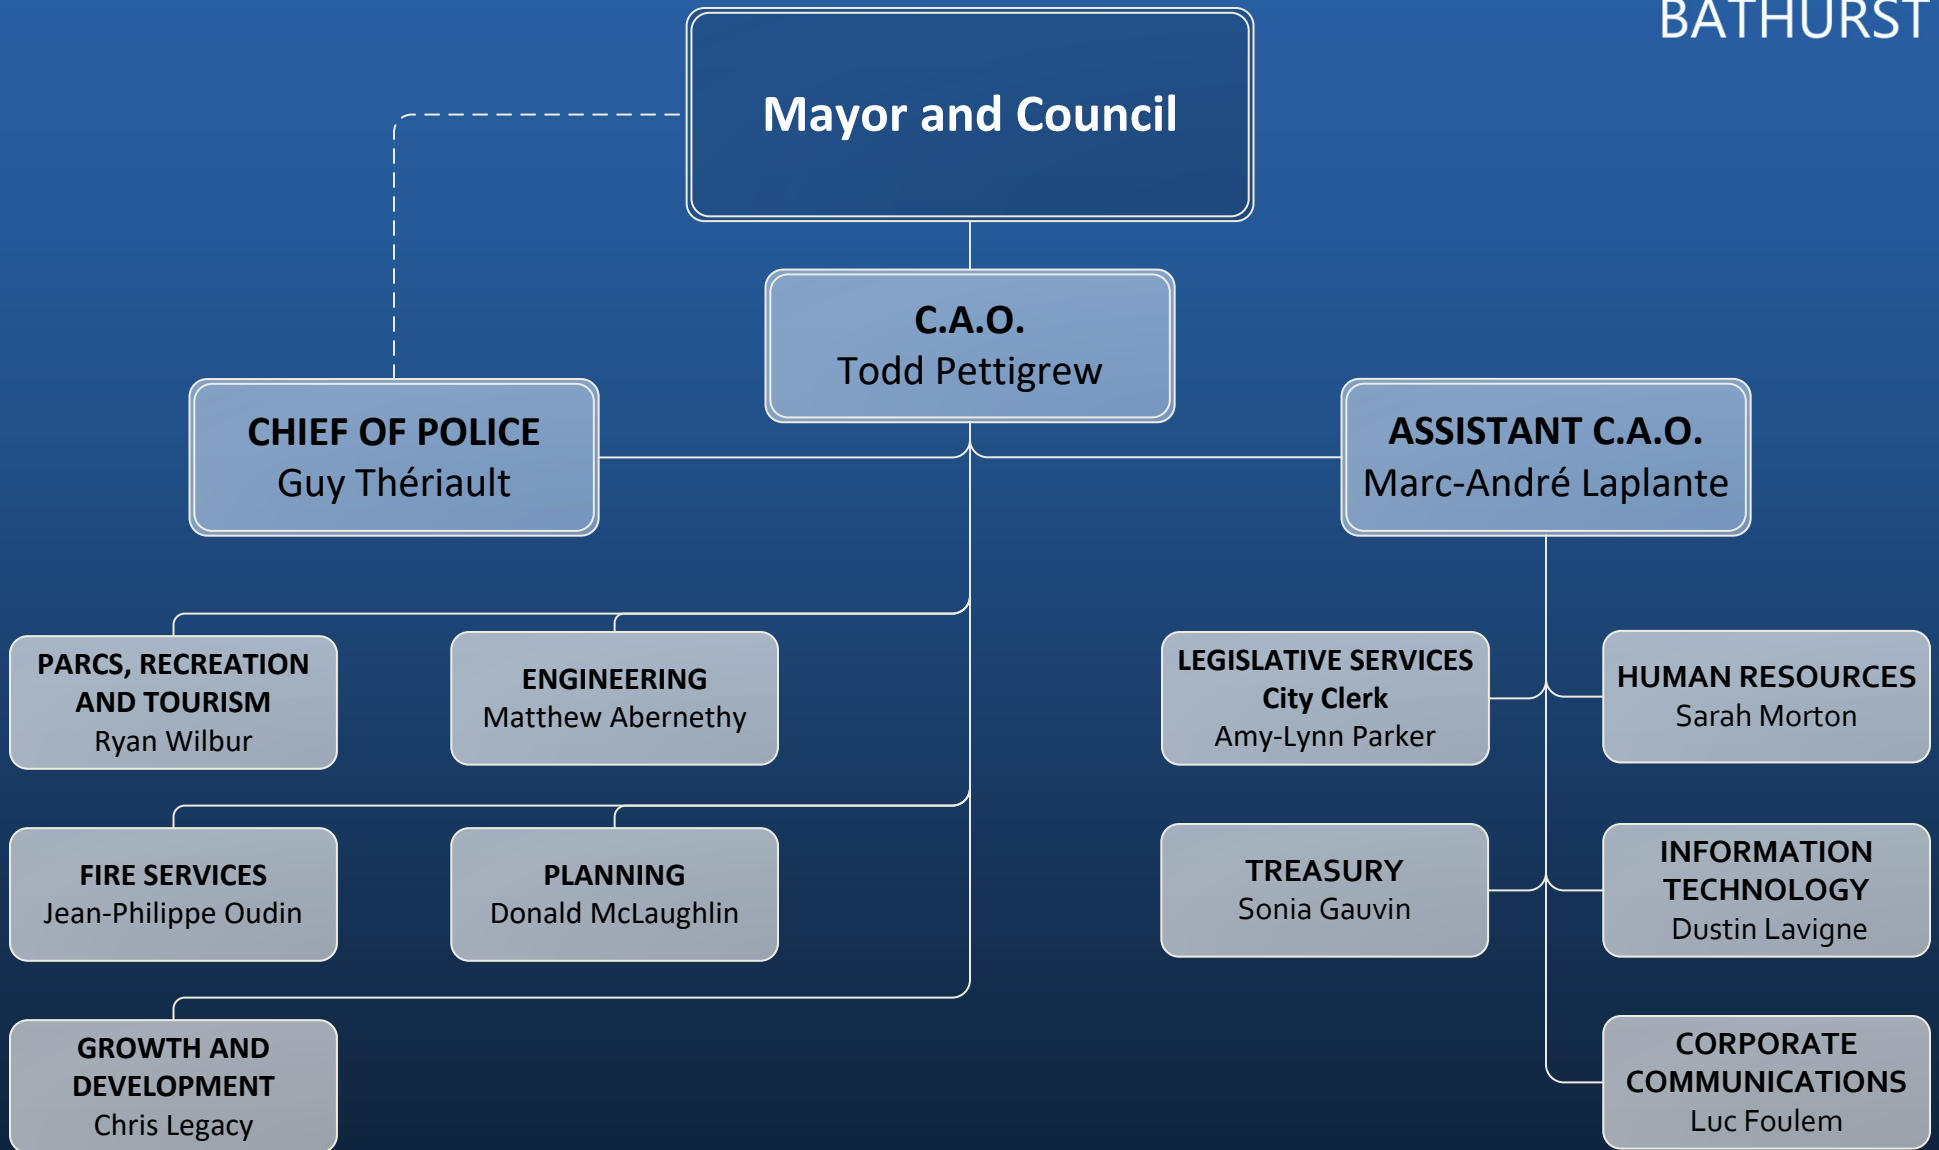 BATHURST
Mayor and Council
C.A.O.
Todd Pettigrew
CHIEF OF POLICE
Guy Thériault
ASSISTANT C.A.O.
Marc-André Laplante
PARCS, RECREATION
AND TOURISM
Ryan Wilbur
ENGINEERING
Matthew Abernethy
LEGISLATIVE SERVICES
City Clerk
Amy-Lynn Parker
HUMAN RESOURCES
Sarah Morton
FIRE SERVICES
Jean-Philippe Oudin
PLANNING
Donald McLaughlin
TREASURY
Sonia Gauvin
INFORMATION
TECHNOLOGY
Dustin Lavigne
GROWTH AND
DEVELOPMENT
Chris Legacy
CORPORATE
COMMUNICATIONS
Luc Foulem